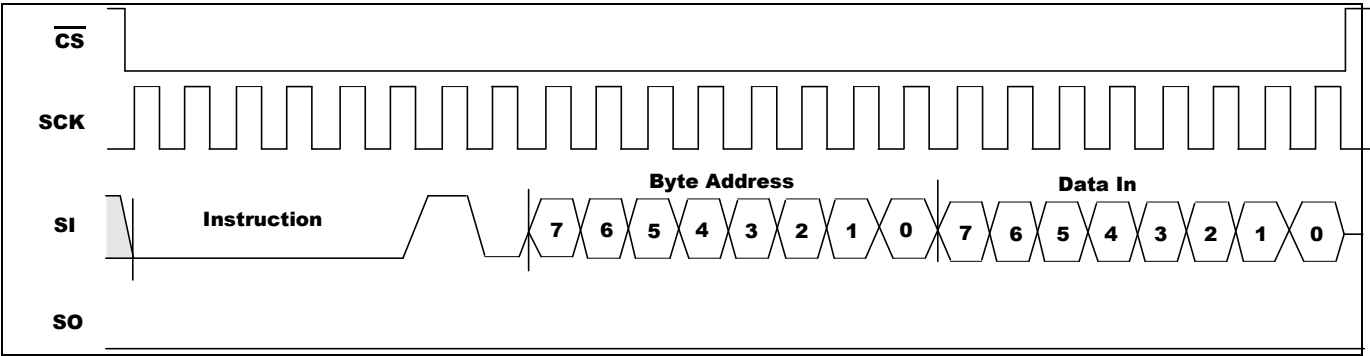 CS
SCK
Byte Address Data In
SI Instruction 7 6 5 4 3 2 1 0 7 6 5 4 3 2 1 0
SO